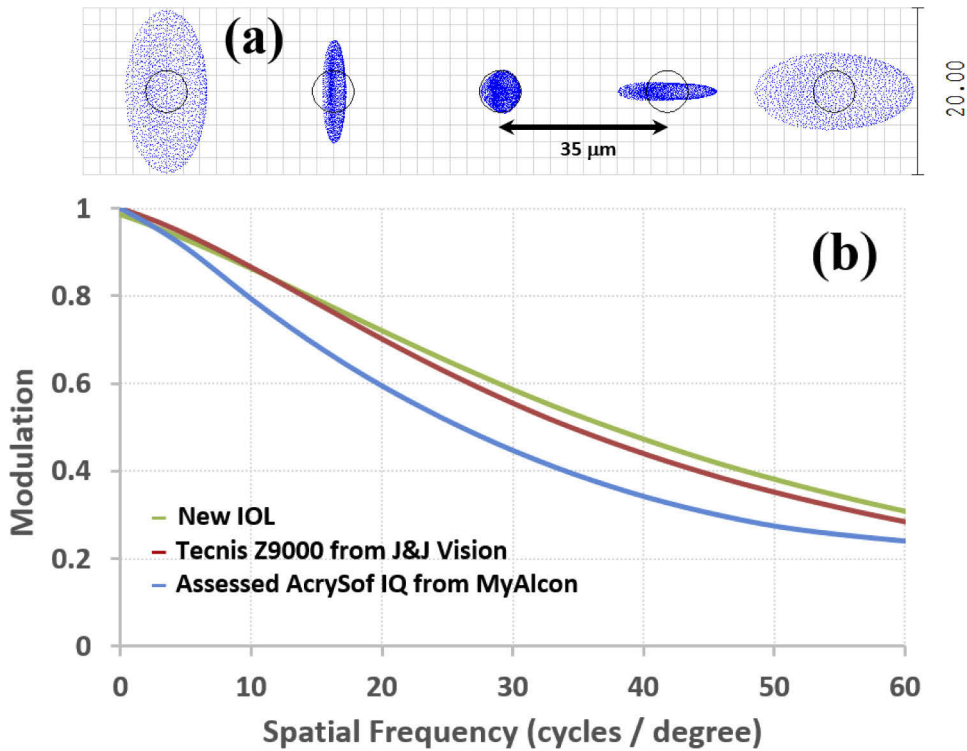 (a)
20.00
35 μm
(b)
1
0.8
0.6
0.4
0.2
0
Modulation
New IOL
Tecnis Z9000 from J&J Vision
Assessed AcrySof IQ from MyAlcon
0 10 20 30 40 50 60
Spatial Frequency (cycles / degree)